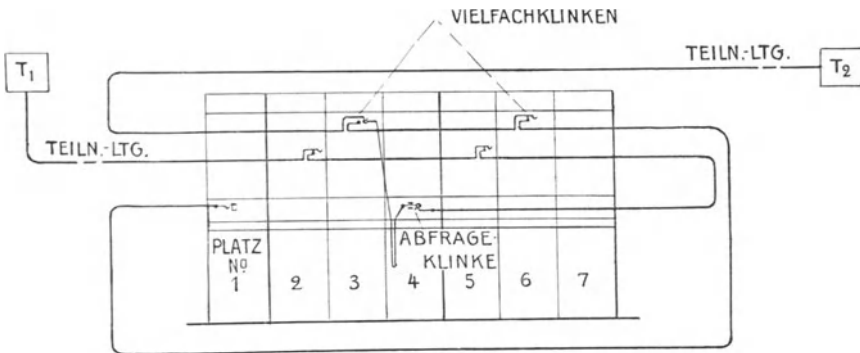 VIELFACHKLINKEN
TEILN.-LTG.
T1
T2
TEILN.-LTG.
PLATZ
No
1
2
3
4
5
6
7
ABFRAGE-
KLINKE